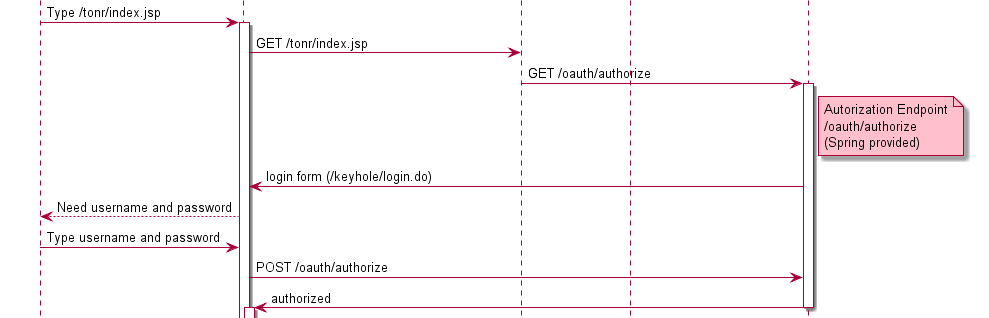 Type /tonr/index.jsp
GET /tonr/index.jsp
GET /oauth/authorize
Autorization Endpoint
/oauth/authorize
(Spring provided)
login form (/keyhole/login.do)
Need username and password
Type username and password
POST /oauth/authorize
authorized